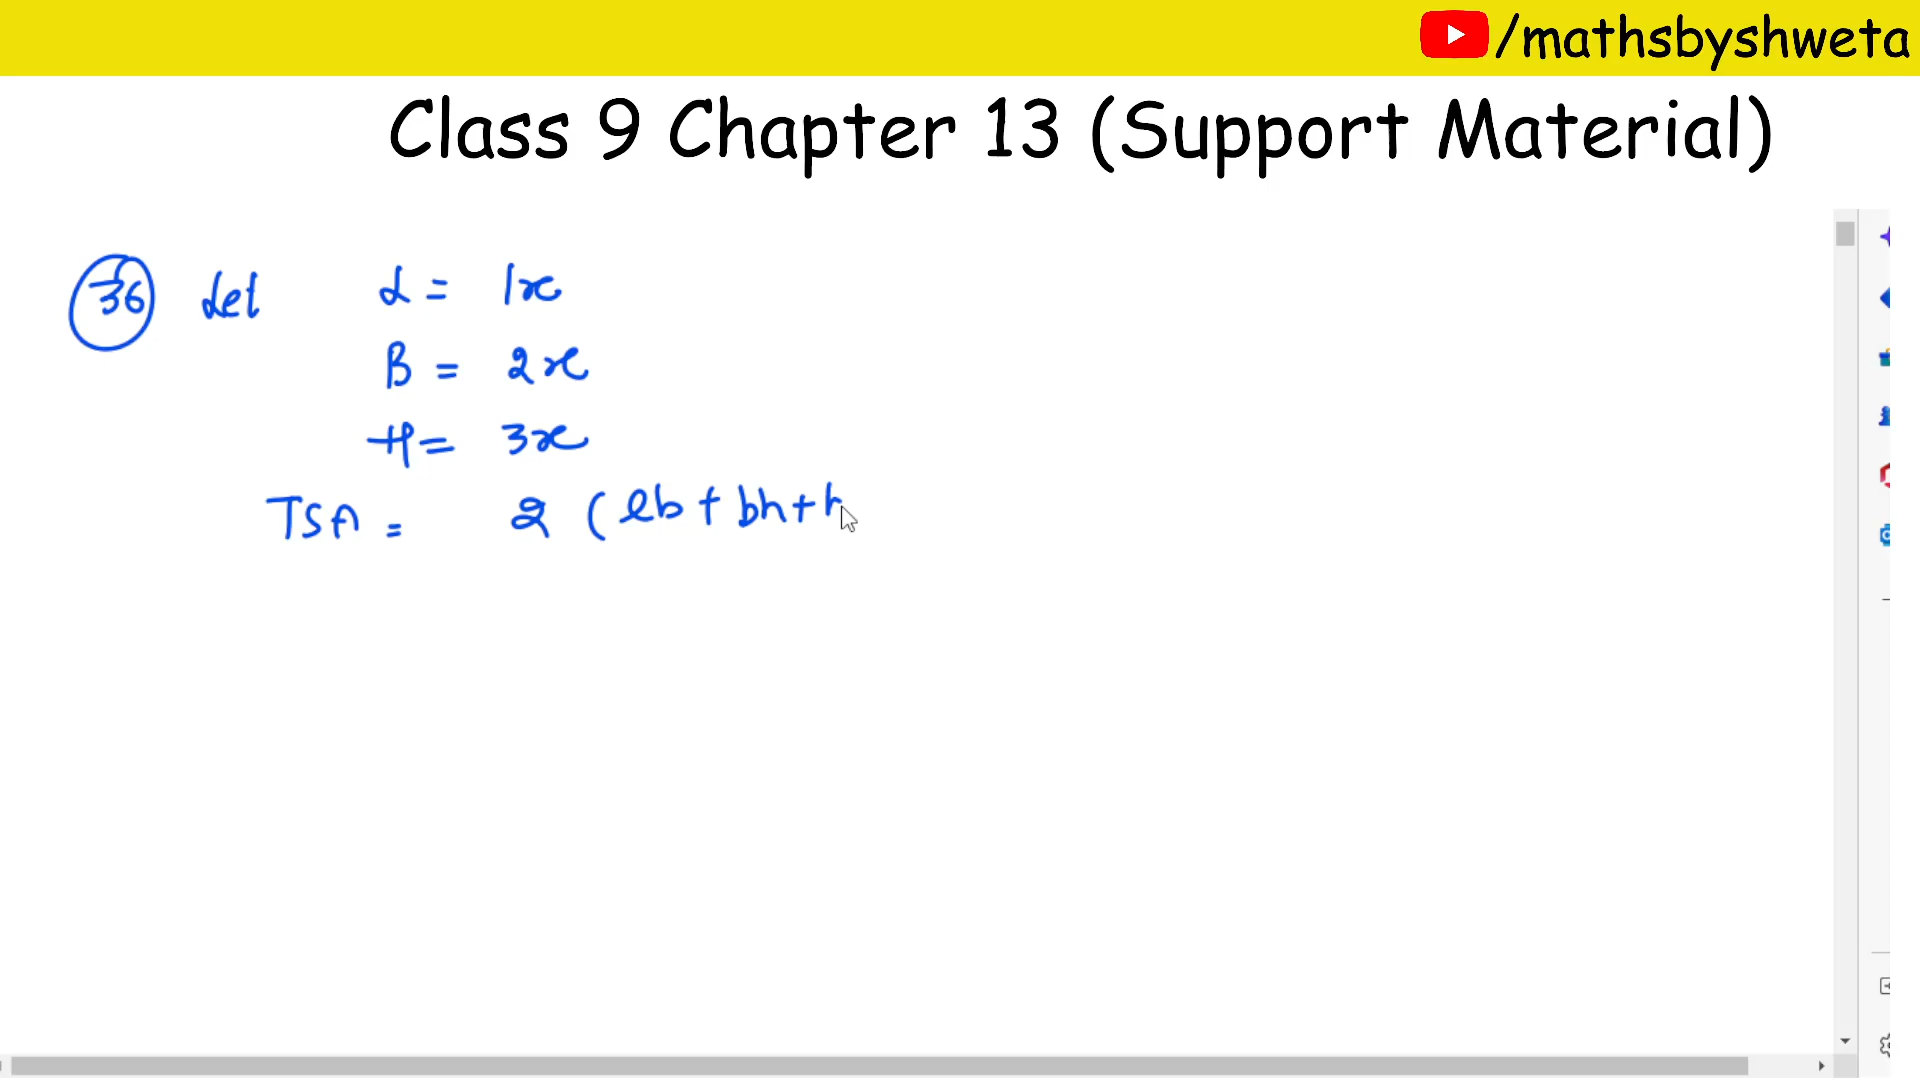 /mathsbyshweta
Class 9 Chapter 13 (Support Material)
36 Let L = 1x
B = 2x
H = 3x
TSA = 2 (lb + bh + h